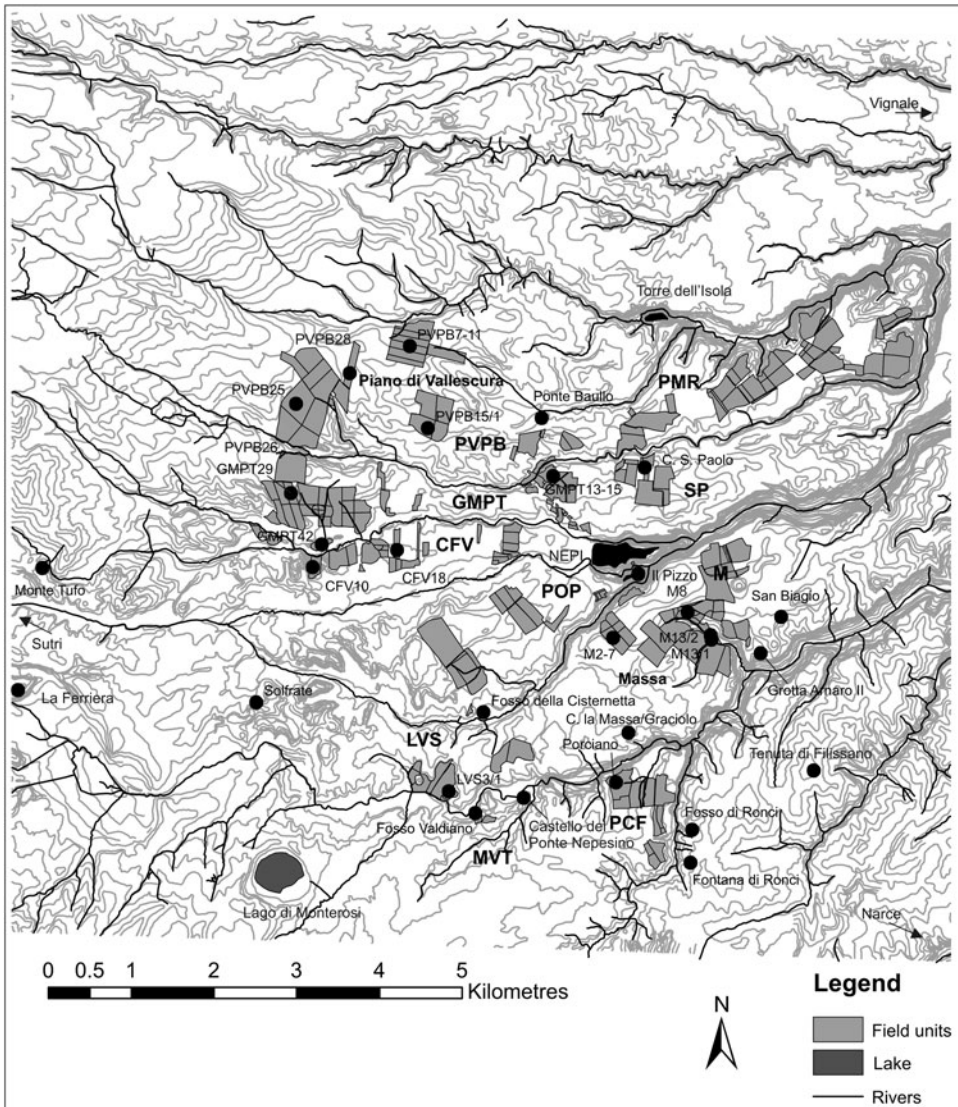 Vignale
Torre dell'Isola
PVPB28
PVPB7-11
Piano di Vallescura
PMR
PVPB25
Ponte Baullo
PVPB15/1
PVPB
PVPB26
GMPT29
C. S. Paolo
GMPT13-15
SP
GMPT
GMPT42
CFV
NEPI
CFV10
CFV18
Monte Tufo
POP
Il Pizzo
M
M8
San Biagio
Sutri
M13/2
M2-7
M13/1
Massa
Grotta Arnaro II
La Ferriera
Solfrate
Fosso della Cisternetta
C. la Massa/Graciolo
LVS
Porciano
Tenuta di Filissano
LVS3/1
Fosso di Ronci
Fosso Valdiano
Castello del
Ponte Nepesino
PCF
MVT
Fontana di Ronci
Lago di Monterosi
Narce
0 0.5 1 2 3 4 5
Kilometres
N
Legend
Field units
Lake
Rivers